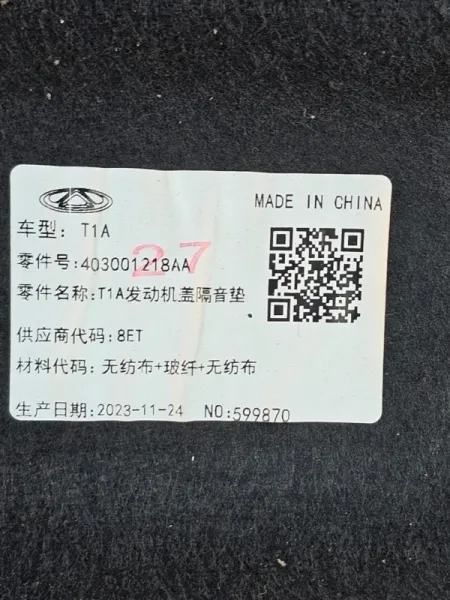 MADE IN CHINA
车型: T1A
27
零件号:403001218AA
零件名称:T1A发动机盖隔音垫
供应商代码:8ET
材料代码: 无纺布+玻纤+无纺布
生产日期:2023-11-24 NO:599870